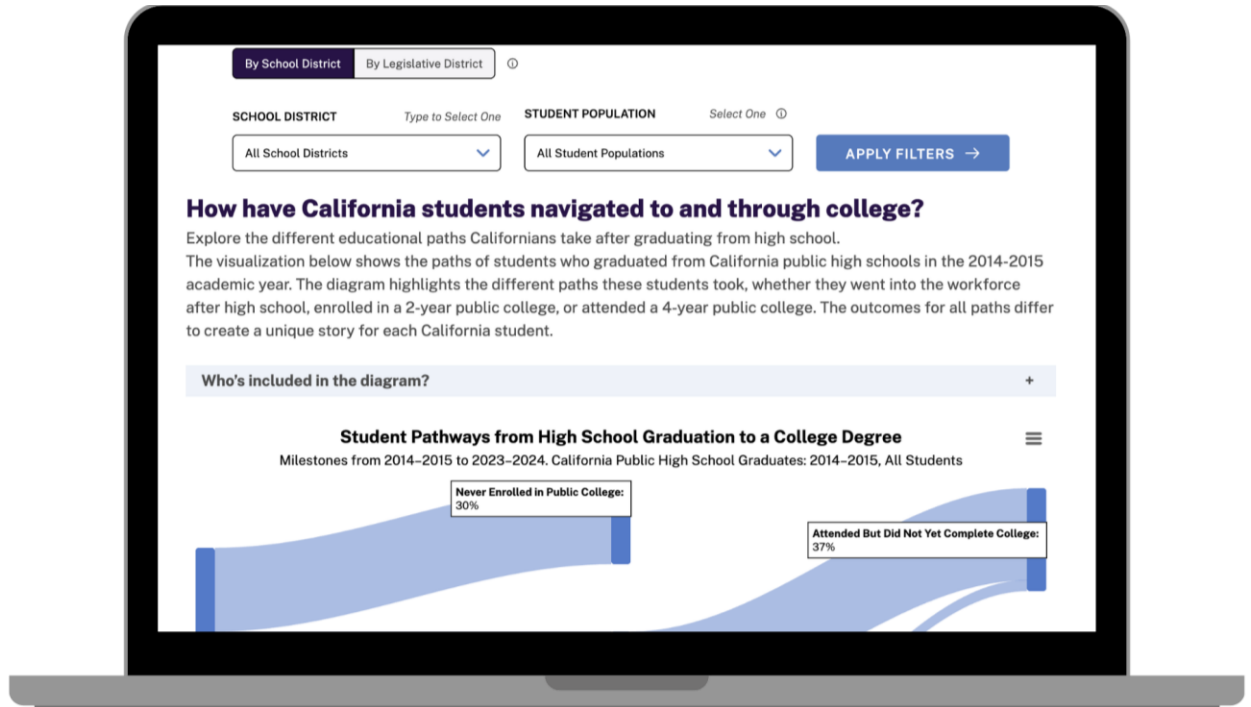 By School District By Legislative District
SCHOOL DISTRICT Type to Select One STUDENT POPULATION Select One
All School Districts All Student Populations APPLY FILTERS →
How have California students navigated to and through college?
Explore the different educational paths Californians take after graduating from high school.
The visualization below shows the paths of students who graduated from California public high schools in the 2014-2015
academic year. The diagram highlights the different paths these students took, whether they went into the workforce
after high school, enrolled in a 2-year public college, or attended a 4-year public college. The outcomes for all paths differ
to create a unique story for each California student.
Who's included in the diagram? +
Student Pathways from High School Graduation to a College Degree
Milestones from 2014–2015 to 2023–2024. California Public High School Graduates: 2014–2015, All Students
Never Enrolled in Public College:
30%
Attended But Did Not Yet Complete College:
37%